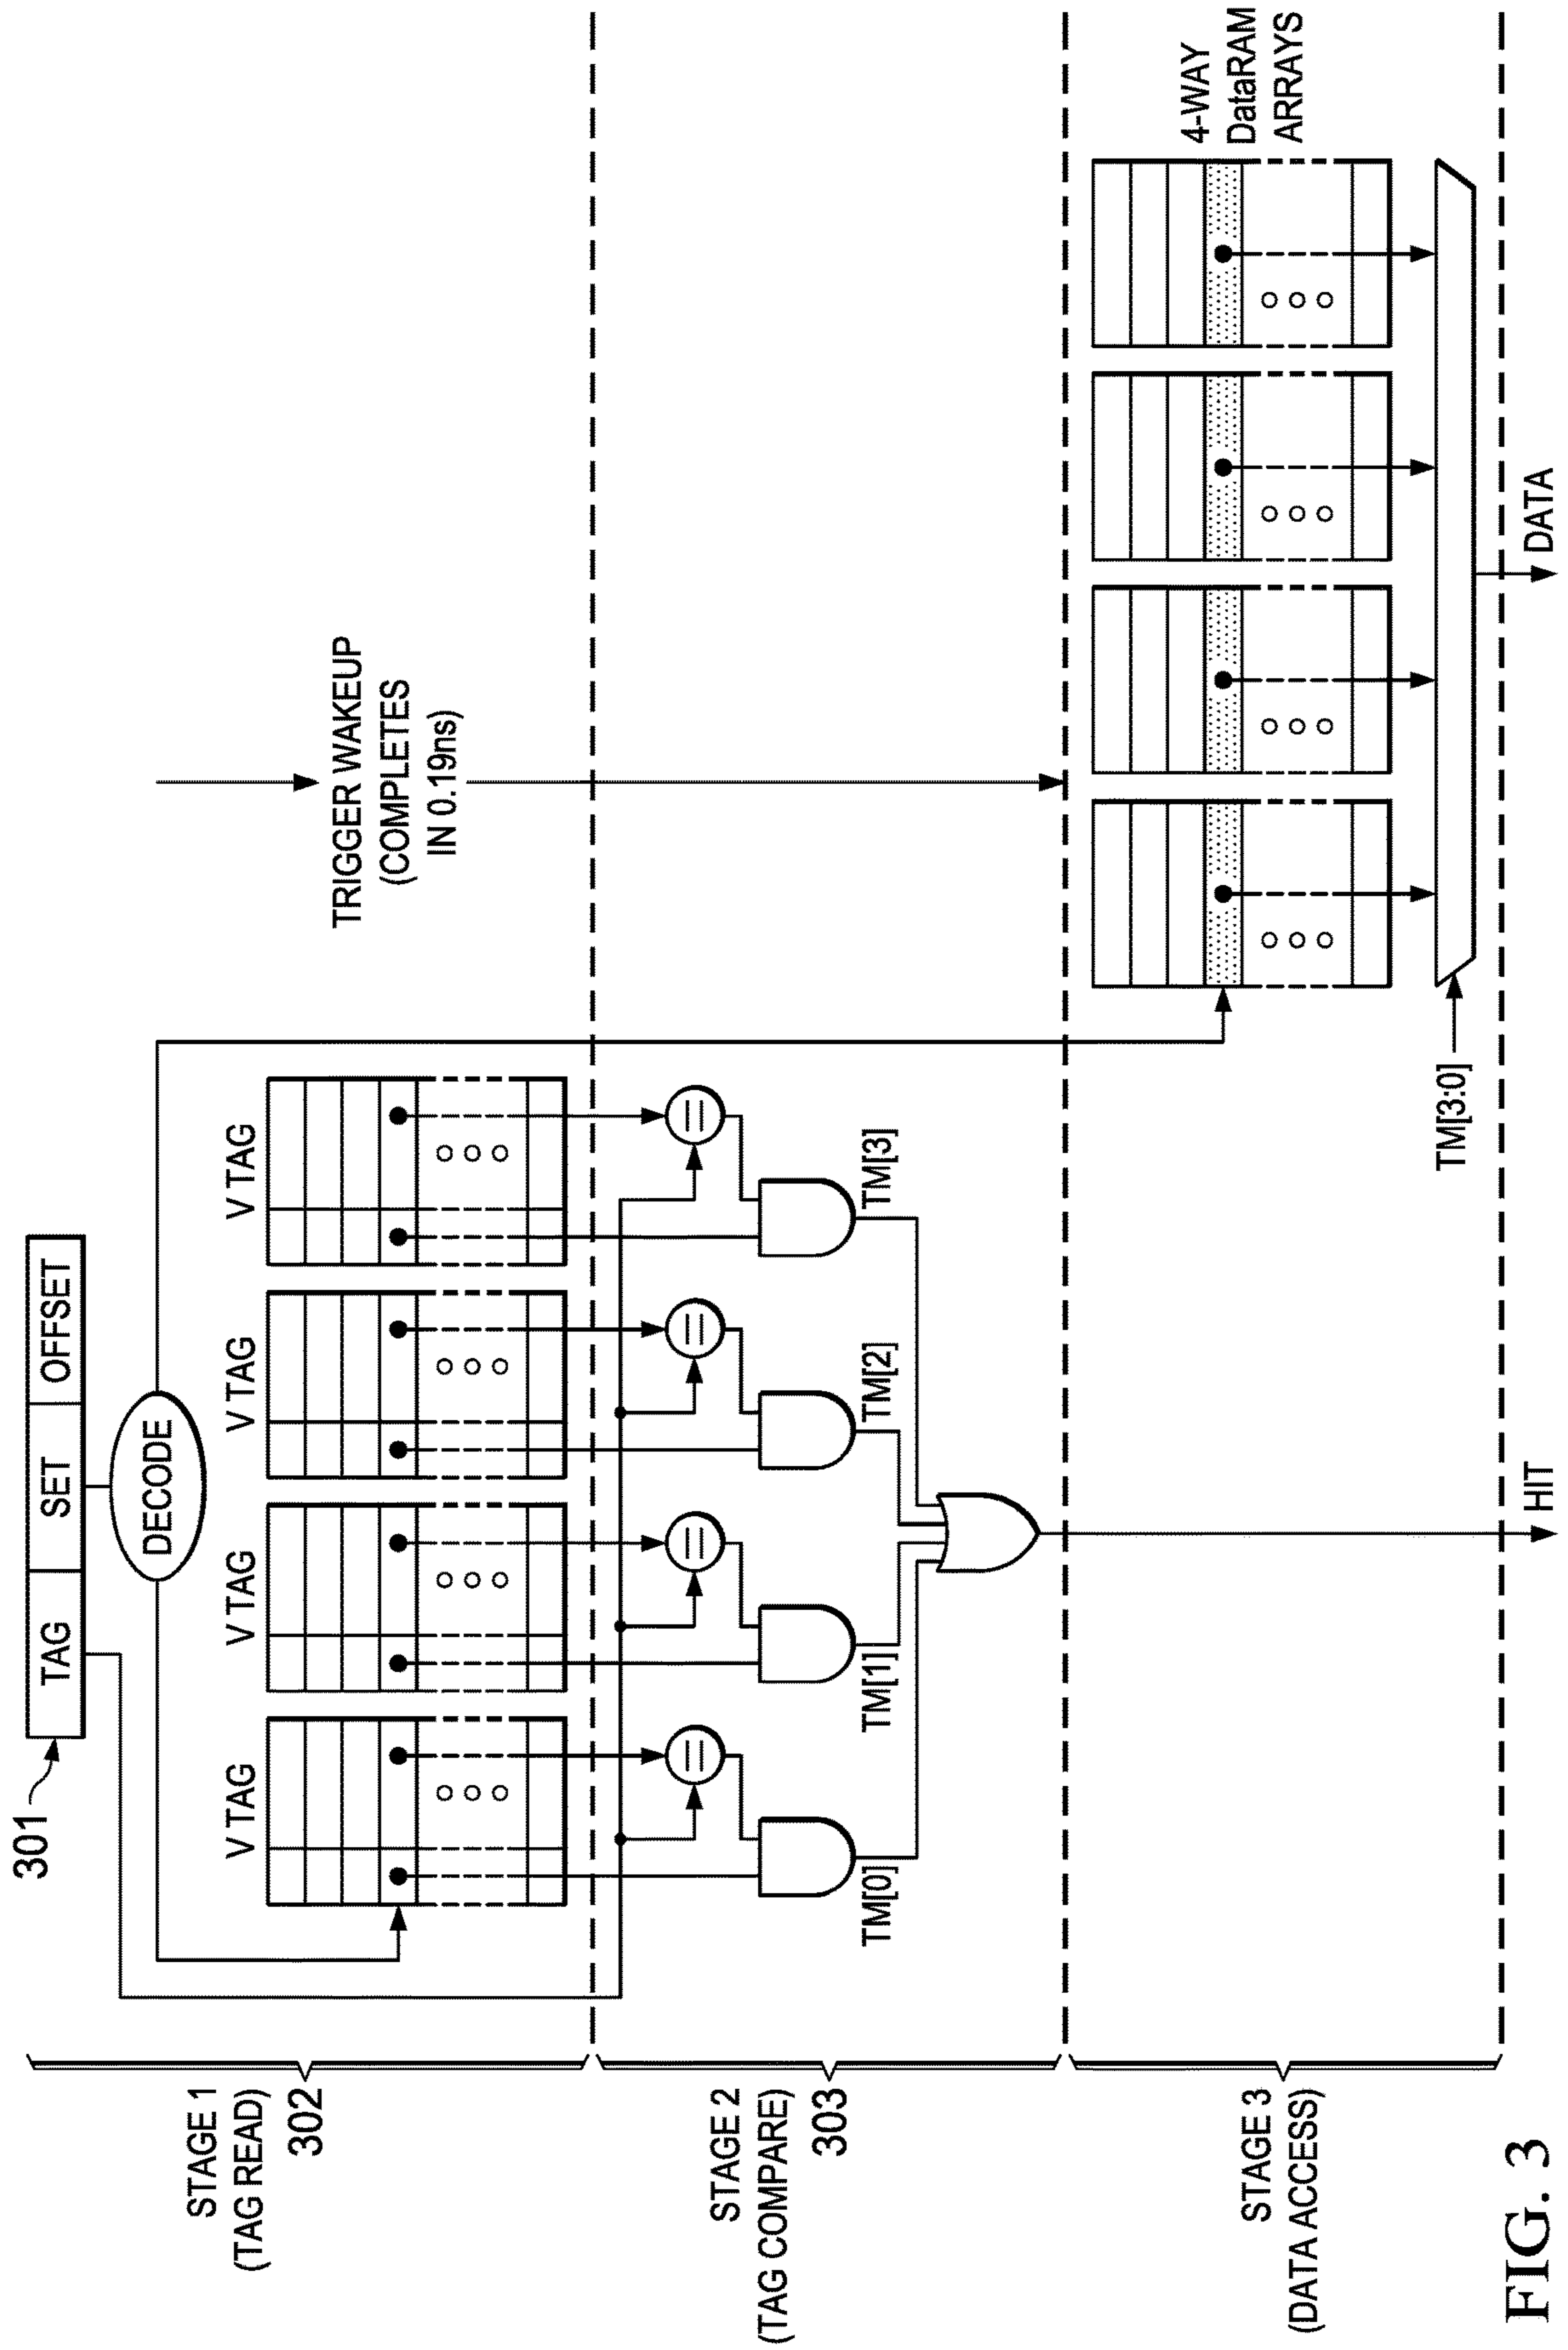 301
TAG SET OFFSET
DECODE
V TAG V TAG V TAG V TAG
STAGE 1
(TAG READ)
302
TRIGGER WAKEUP
(COMPLETES
IN 0.19ns)
STAGE 2
(TAG COMPARE)
303
=
=
=
=
TM[0] TM[1] TM[2] TM[3]
STAGE 3
(DATA ACCESS)
4-WAY
DataRAM
ARRAYS
TM[3:0]
HIT
DATA
FIG. 3